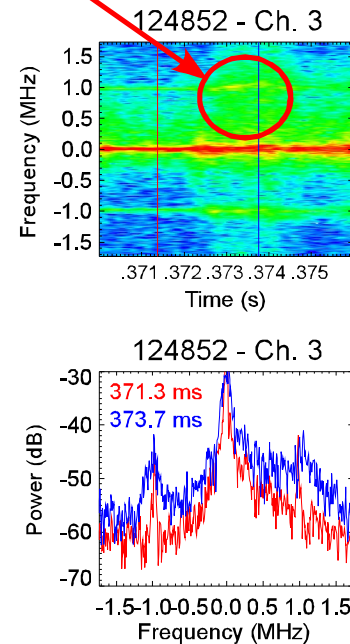 124852 - Ch. 3
Frequency (MHz)
1.5
1.0
0.5
0.0
-0.5
-1.0
-1.5
.371 .372 .373 .374 .375
Time (s)
124852 - Ch. 3
371.3 ms
373.7 ms
Power (dB)
-30
-40
-50
-60
-70
-1.5-1.0-0.50.0 0.5 1.0 1.5
Frequency (MHz)